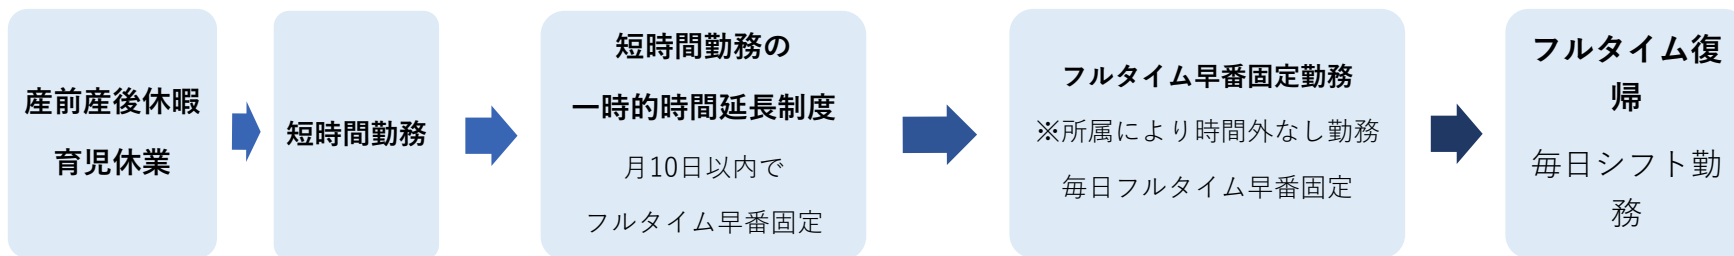 産前産後休暇
育児休業
短時間勤務
短時間勤務の
一時的時間延長制度
月10日以内で
フルタイム早番固定
フルタイム早番固定勤務
※所属により時間外なし勤務
毎日フルタイム早番固定
フルタイム復
帰
毎日シフト勤
務